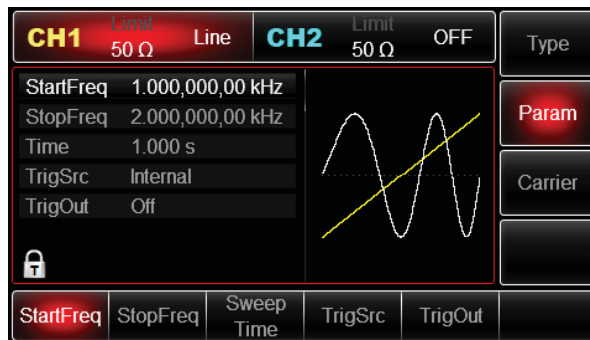 CH1 Limit 50 Ω Line CH2 Limit 50 Ω OFF
Type
StartFreq 1.000,000,00 kHz
StopFreq 2.000,000,00 kHz
Time 1.000 s
TrigSrc Internal
TrigOut Off
Param
Carrier
T
StartFreq StopFreq Sweep Time TrigSrc TrigOut